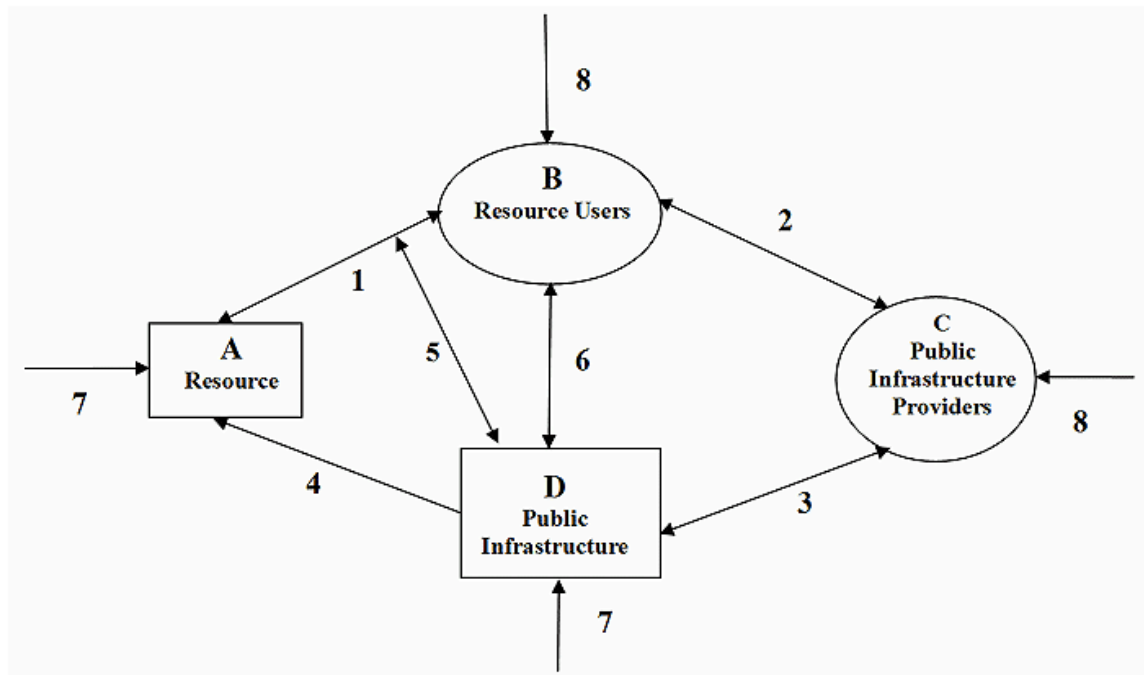 8
B
Resource Users
2
1
C
Public
Infrastructure
Providers
A
Resource
5
6
7
8
4
D
Public
Infrastructure
3
7